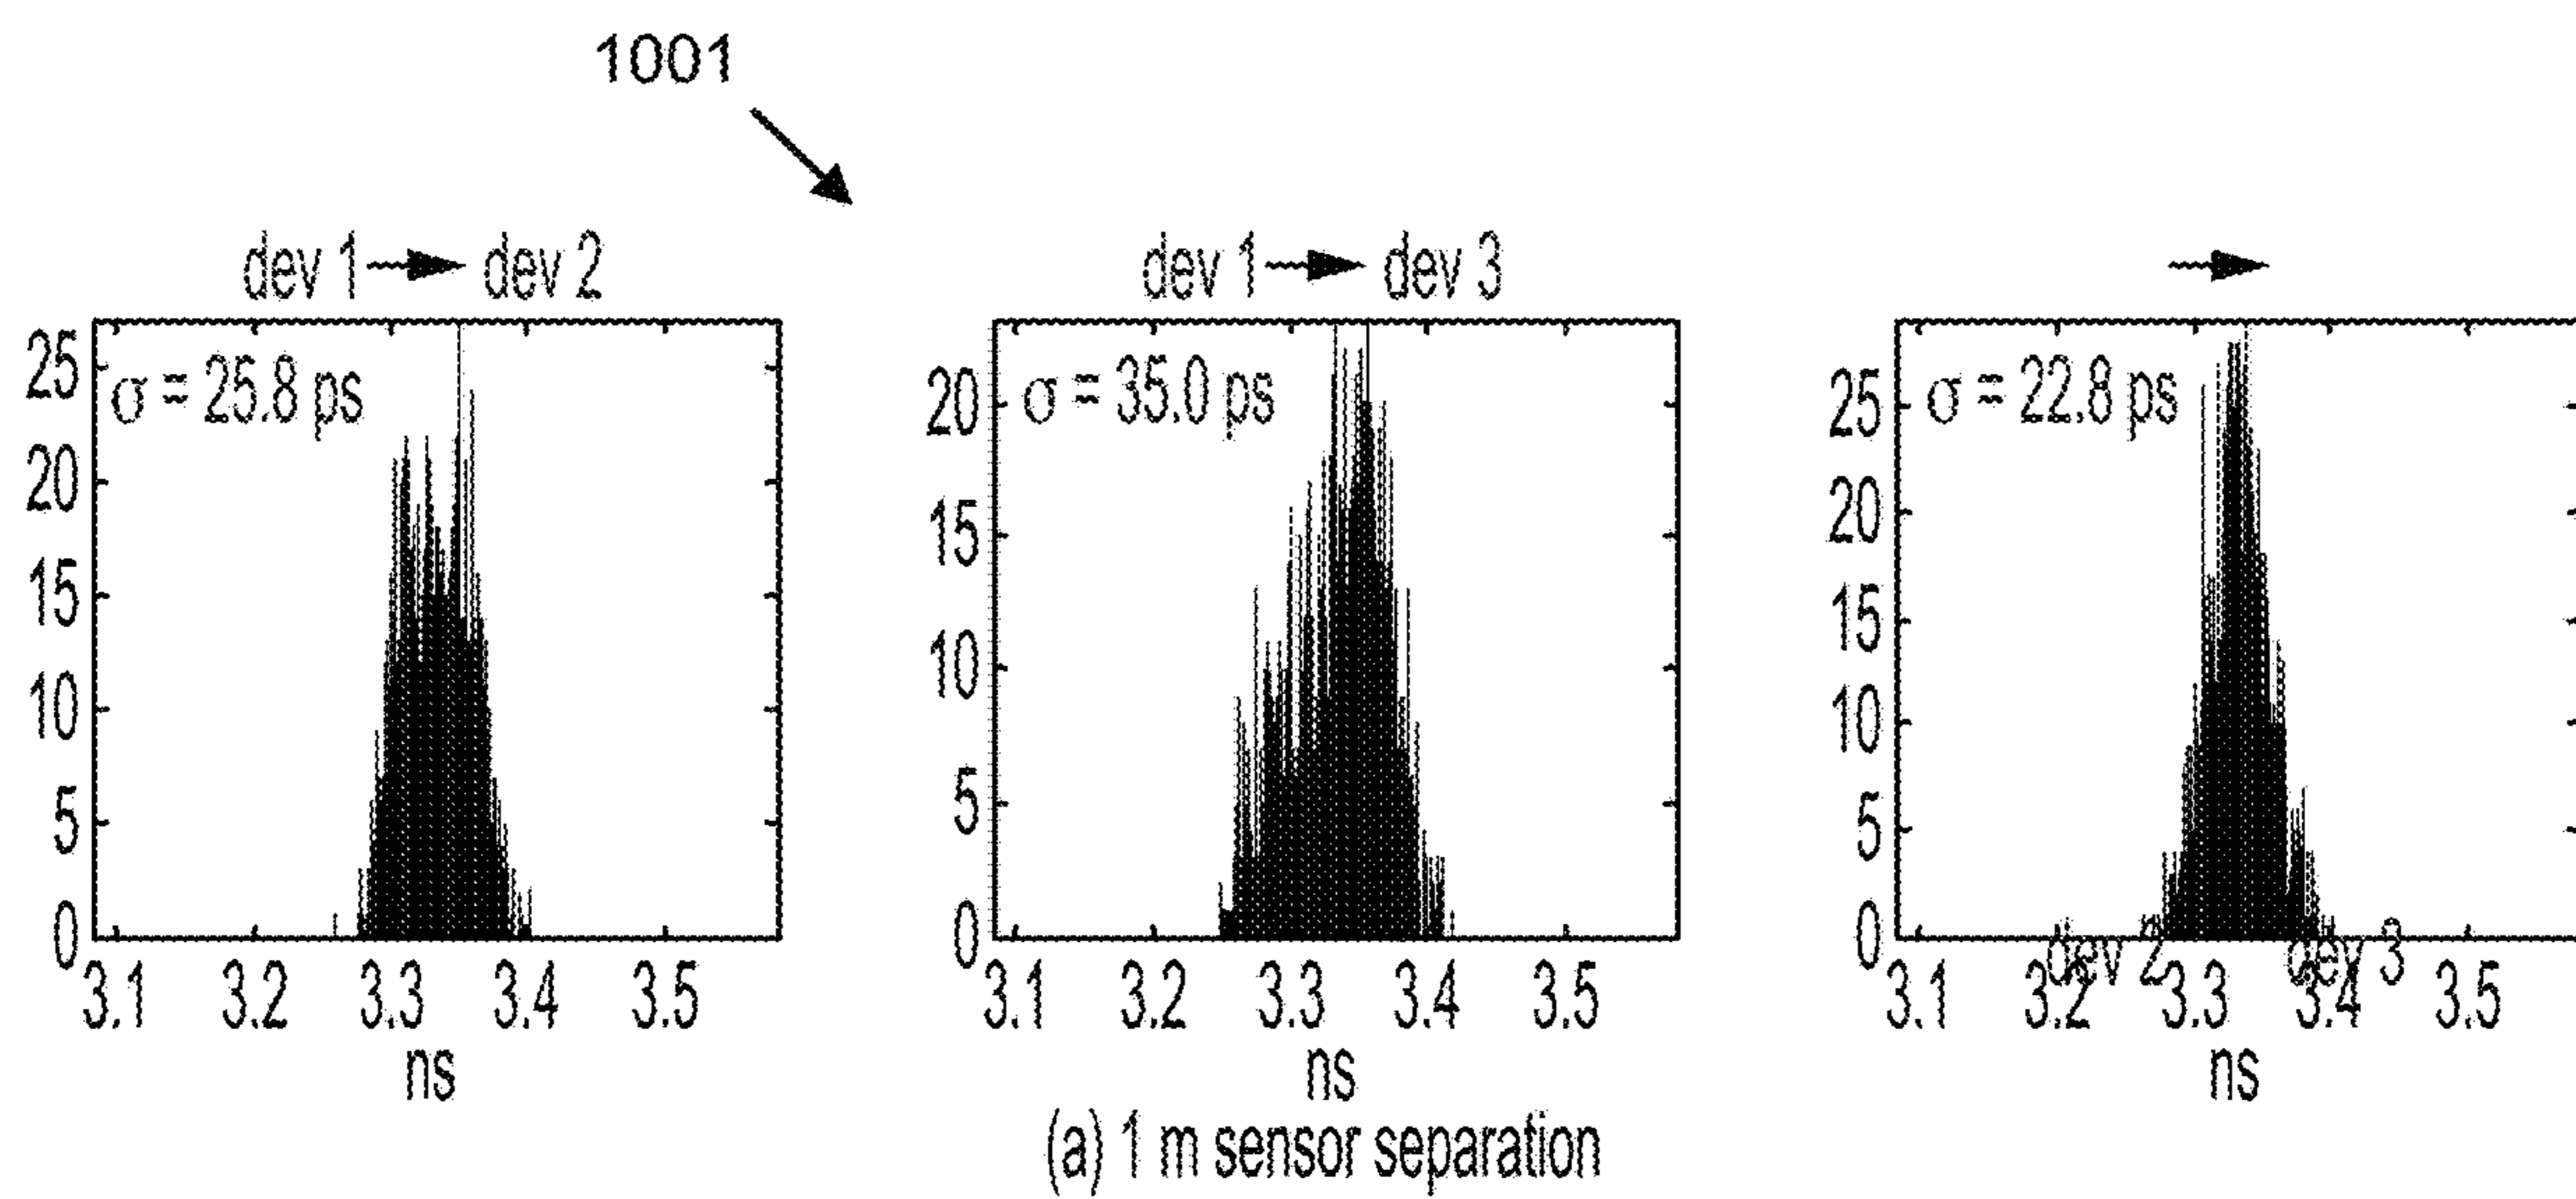 1001
dev 1 → dev 2
25
20
15
10
5
0
σ = 25.8 ps
3.1 3.2 3.3 3.4 3.5
ns
dev 1 → dev 3
20
15
10
5
0
σ = 35.0 ps
3.1 3.2 3.3 3.4 3.5
ns
→
25
20
15
10
5
0
σ = 22.8 ps
dev 2 dev 3
3.1 3.2 3.3 3.4 3.5
ns
(a) 1 m sensor separation